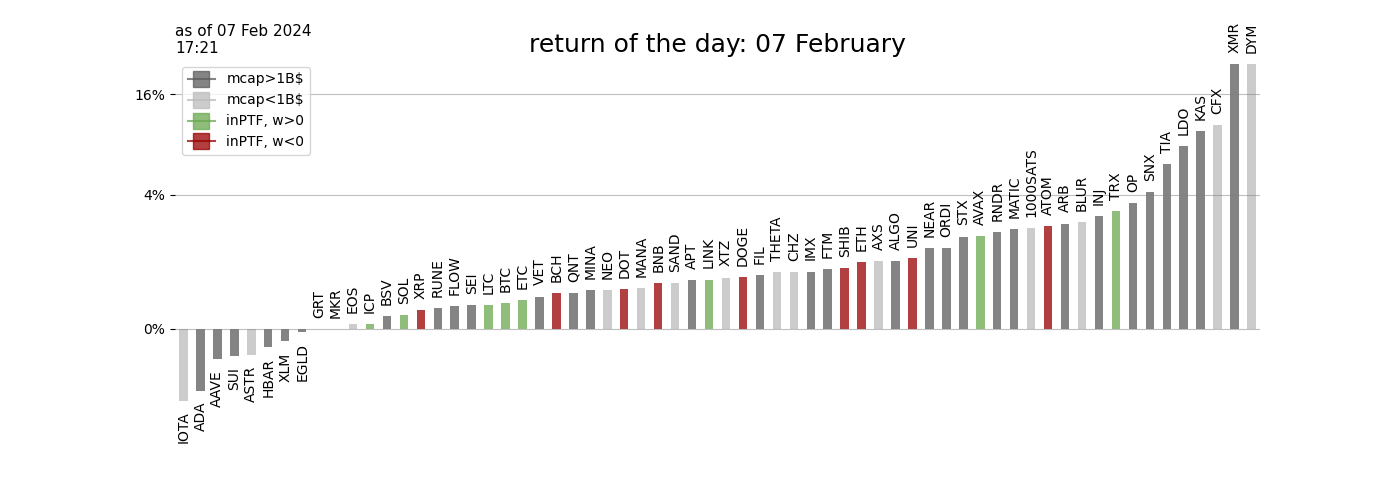 as of 07 Feb 2024
17:21
return of the day: 07 February
mcap>1B$
mcap<1B$
inPTF, w>0
inPTF, w<0
16%
4%
0%
IOTA
ADA
AAVE
SUI
ASTR
HBAR
XLM
EGLD
GRT
MKR
EOS
ICP
BSV
SOL
XRP
RUNE
FLOW
SEI
LTC
BTC
ETC
VET
BCH
QNT
MINA
NEO
DOT
MANA
BNB
SAND
APT
LINK
XTZ
DOGE
FIL
THETA
CHZ
IMX
FTM
SHIB
ETH
AXS
ALGO
UNI
NEAR
ORDI
STX
AVAX
RNDR
MATIC
1000SATS
ATOM
ARB
BLUR
INJ
TRX
OP
SNX
TIA
LDO
KAS
CFX
XMR
DYM